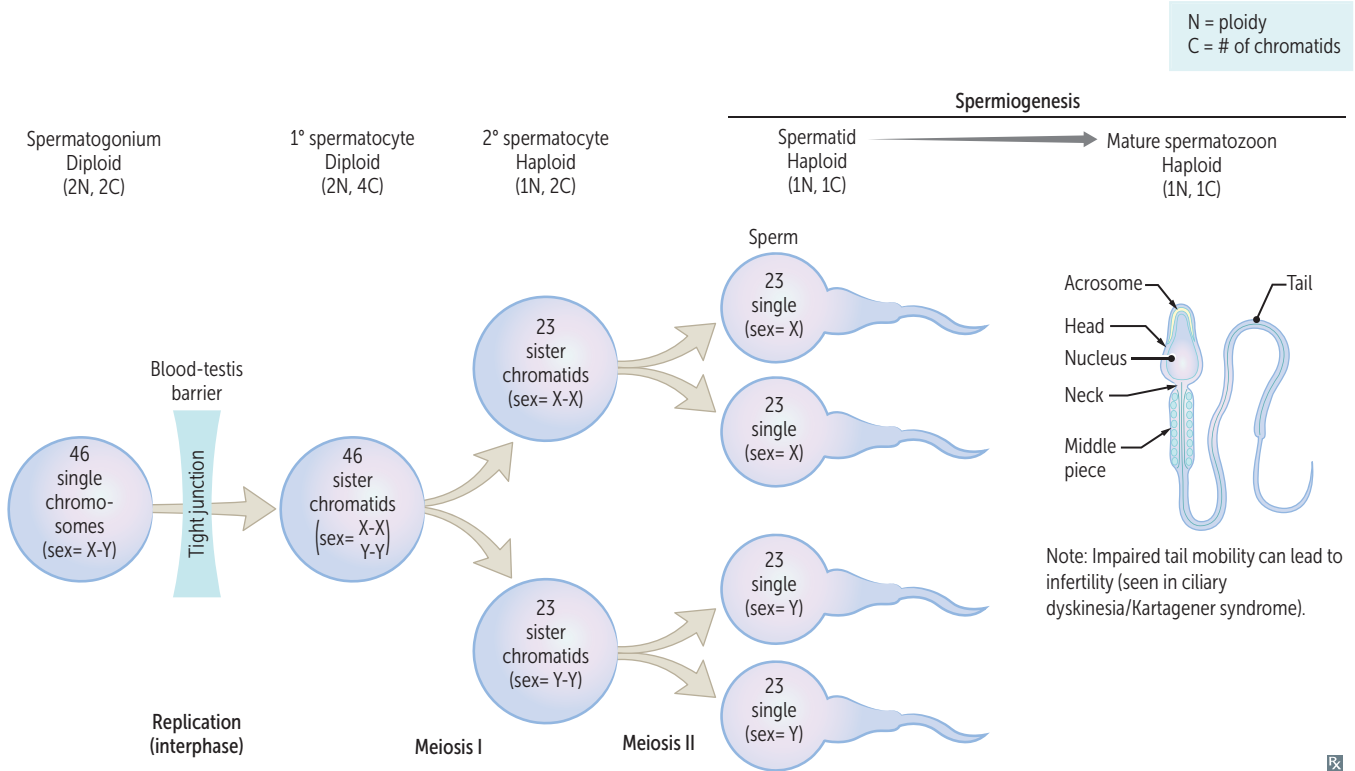 N = ploidy
C = # of chromatids
Spermiogenesis
Spermatogonium
Diploid
(2N, 2C)
1° spermatocyte
Diploid
(2N, 4C)
2° spermatocyte
Haploid
(1N, 2C)
Spermatid
Haploid
(1N, 1C)
Mature spermatozoon
Haploid
(1N, 1C)
Blood-testis
barrier
Tight junction
46
single
chromo-
somes
(sex= X-Y)
46
sister
chromatids
(sex= X-X
Y-Y)
23
sister
chromatids
(sex= X-X)
23
sister
chromatids
(sex= Y-Y)
Sperm
23
single
(sex= X)
23
single
(sex= X)
23
single
(sex= Y)
23
single
(sex= Y)
Acrosome
Head
Nucleus
Neck
Middle
piece
Tail
Note: Impaired tail mobility can lead to
infertility (seen in ciliary
dyskinesia/Kartagener syndrome).
Replication
(interphase)
Meiosis I
Meiosis II
Rx